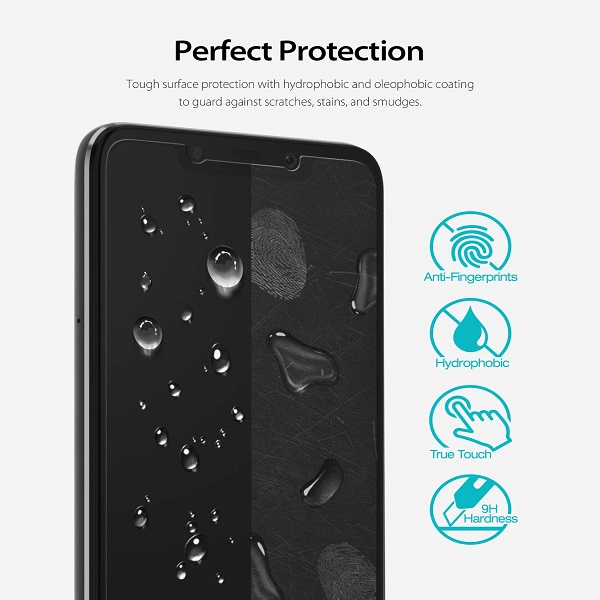 Perfect Protection
Tough surface protection with hydrophobic and oleophobic coating
to guard against scratches, stains, and smudges.
Anti-Fingerprints
Hydrophobic
True Touch
9H
Hardness